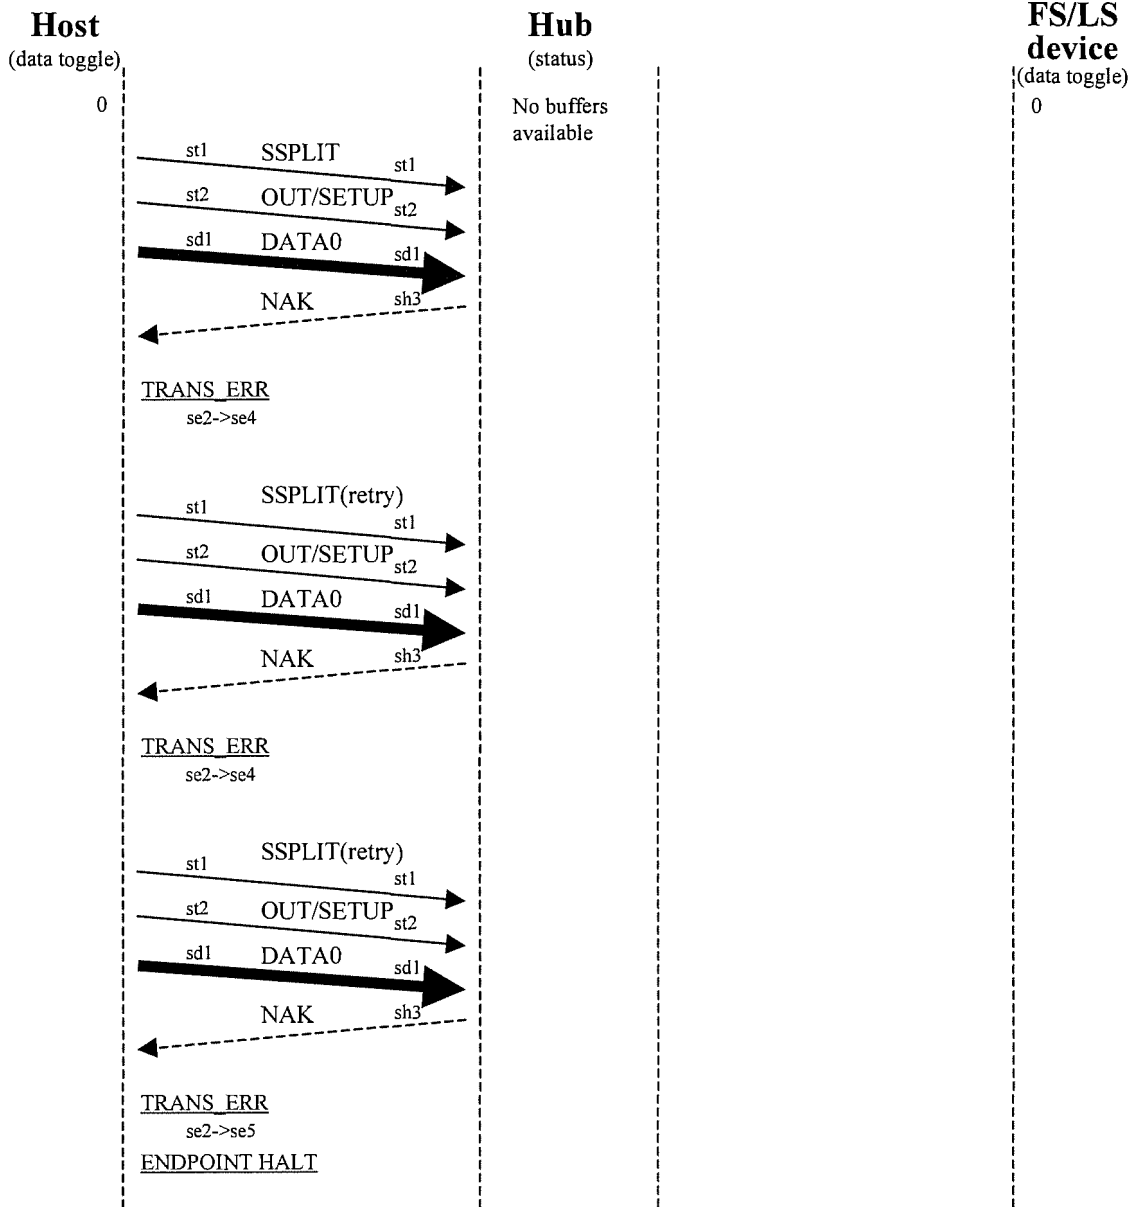 Host
(data toggle)
Hub
(status)
FS/LS
device
(data toggle)
0
No buffers
available
0
st1 SSPLIT st1
st2 OUT/SETUP st2
sd1 DATA0 sd1
NAK sh3
TRANS_ERR
se2->se4
SSPLIT(retry)
st1 st1
st2 OUT/SETUP st2
sd1 DATA0 sd1
NAK sh3
TRANS_ERR
se2->se4
SSPLIT(retry)
st1 st1
st2 OUT/SETUP st2
sd1 DATA0 sd1
NAK sh3
TRANS_ERR
se2->se5
ENDPOINT HALT